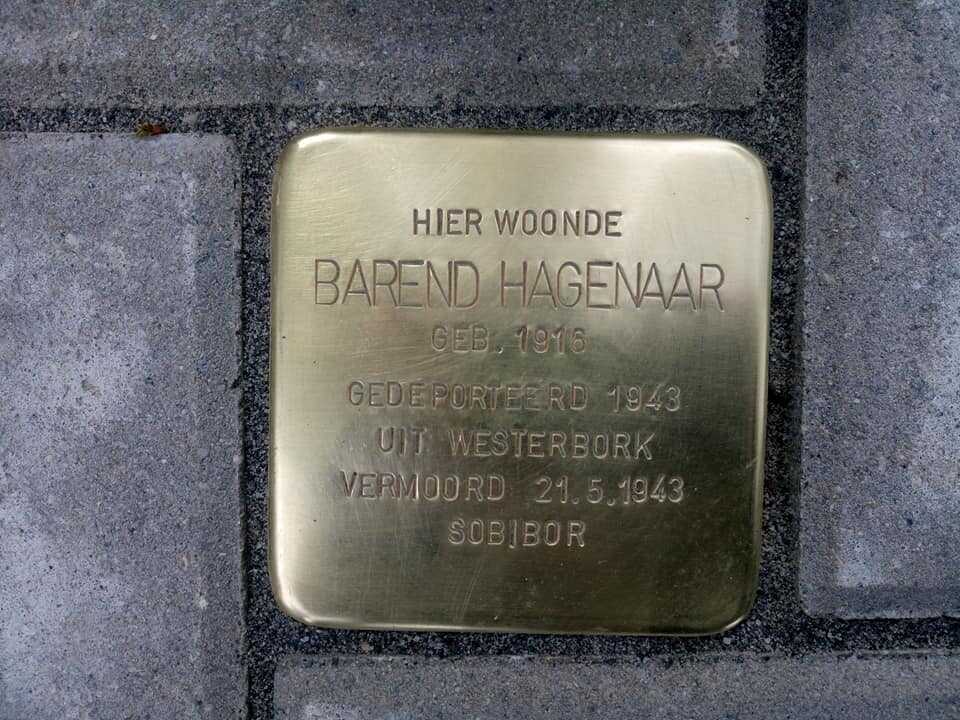 HIER WOONDE
BAREND HAGENAAR
GEB. 1916
GEDEPORTEERD 1943
UIT WESTERBORK
VERMOORD 21.5.1943
SOBIBOR